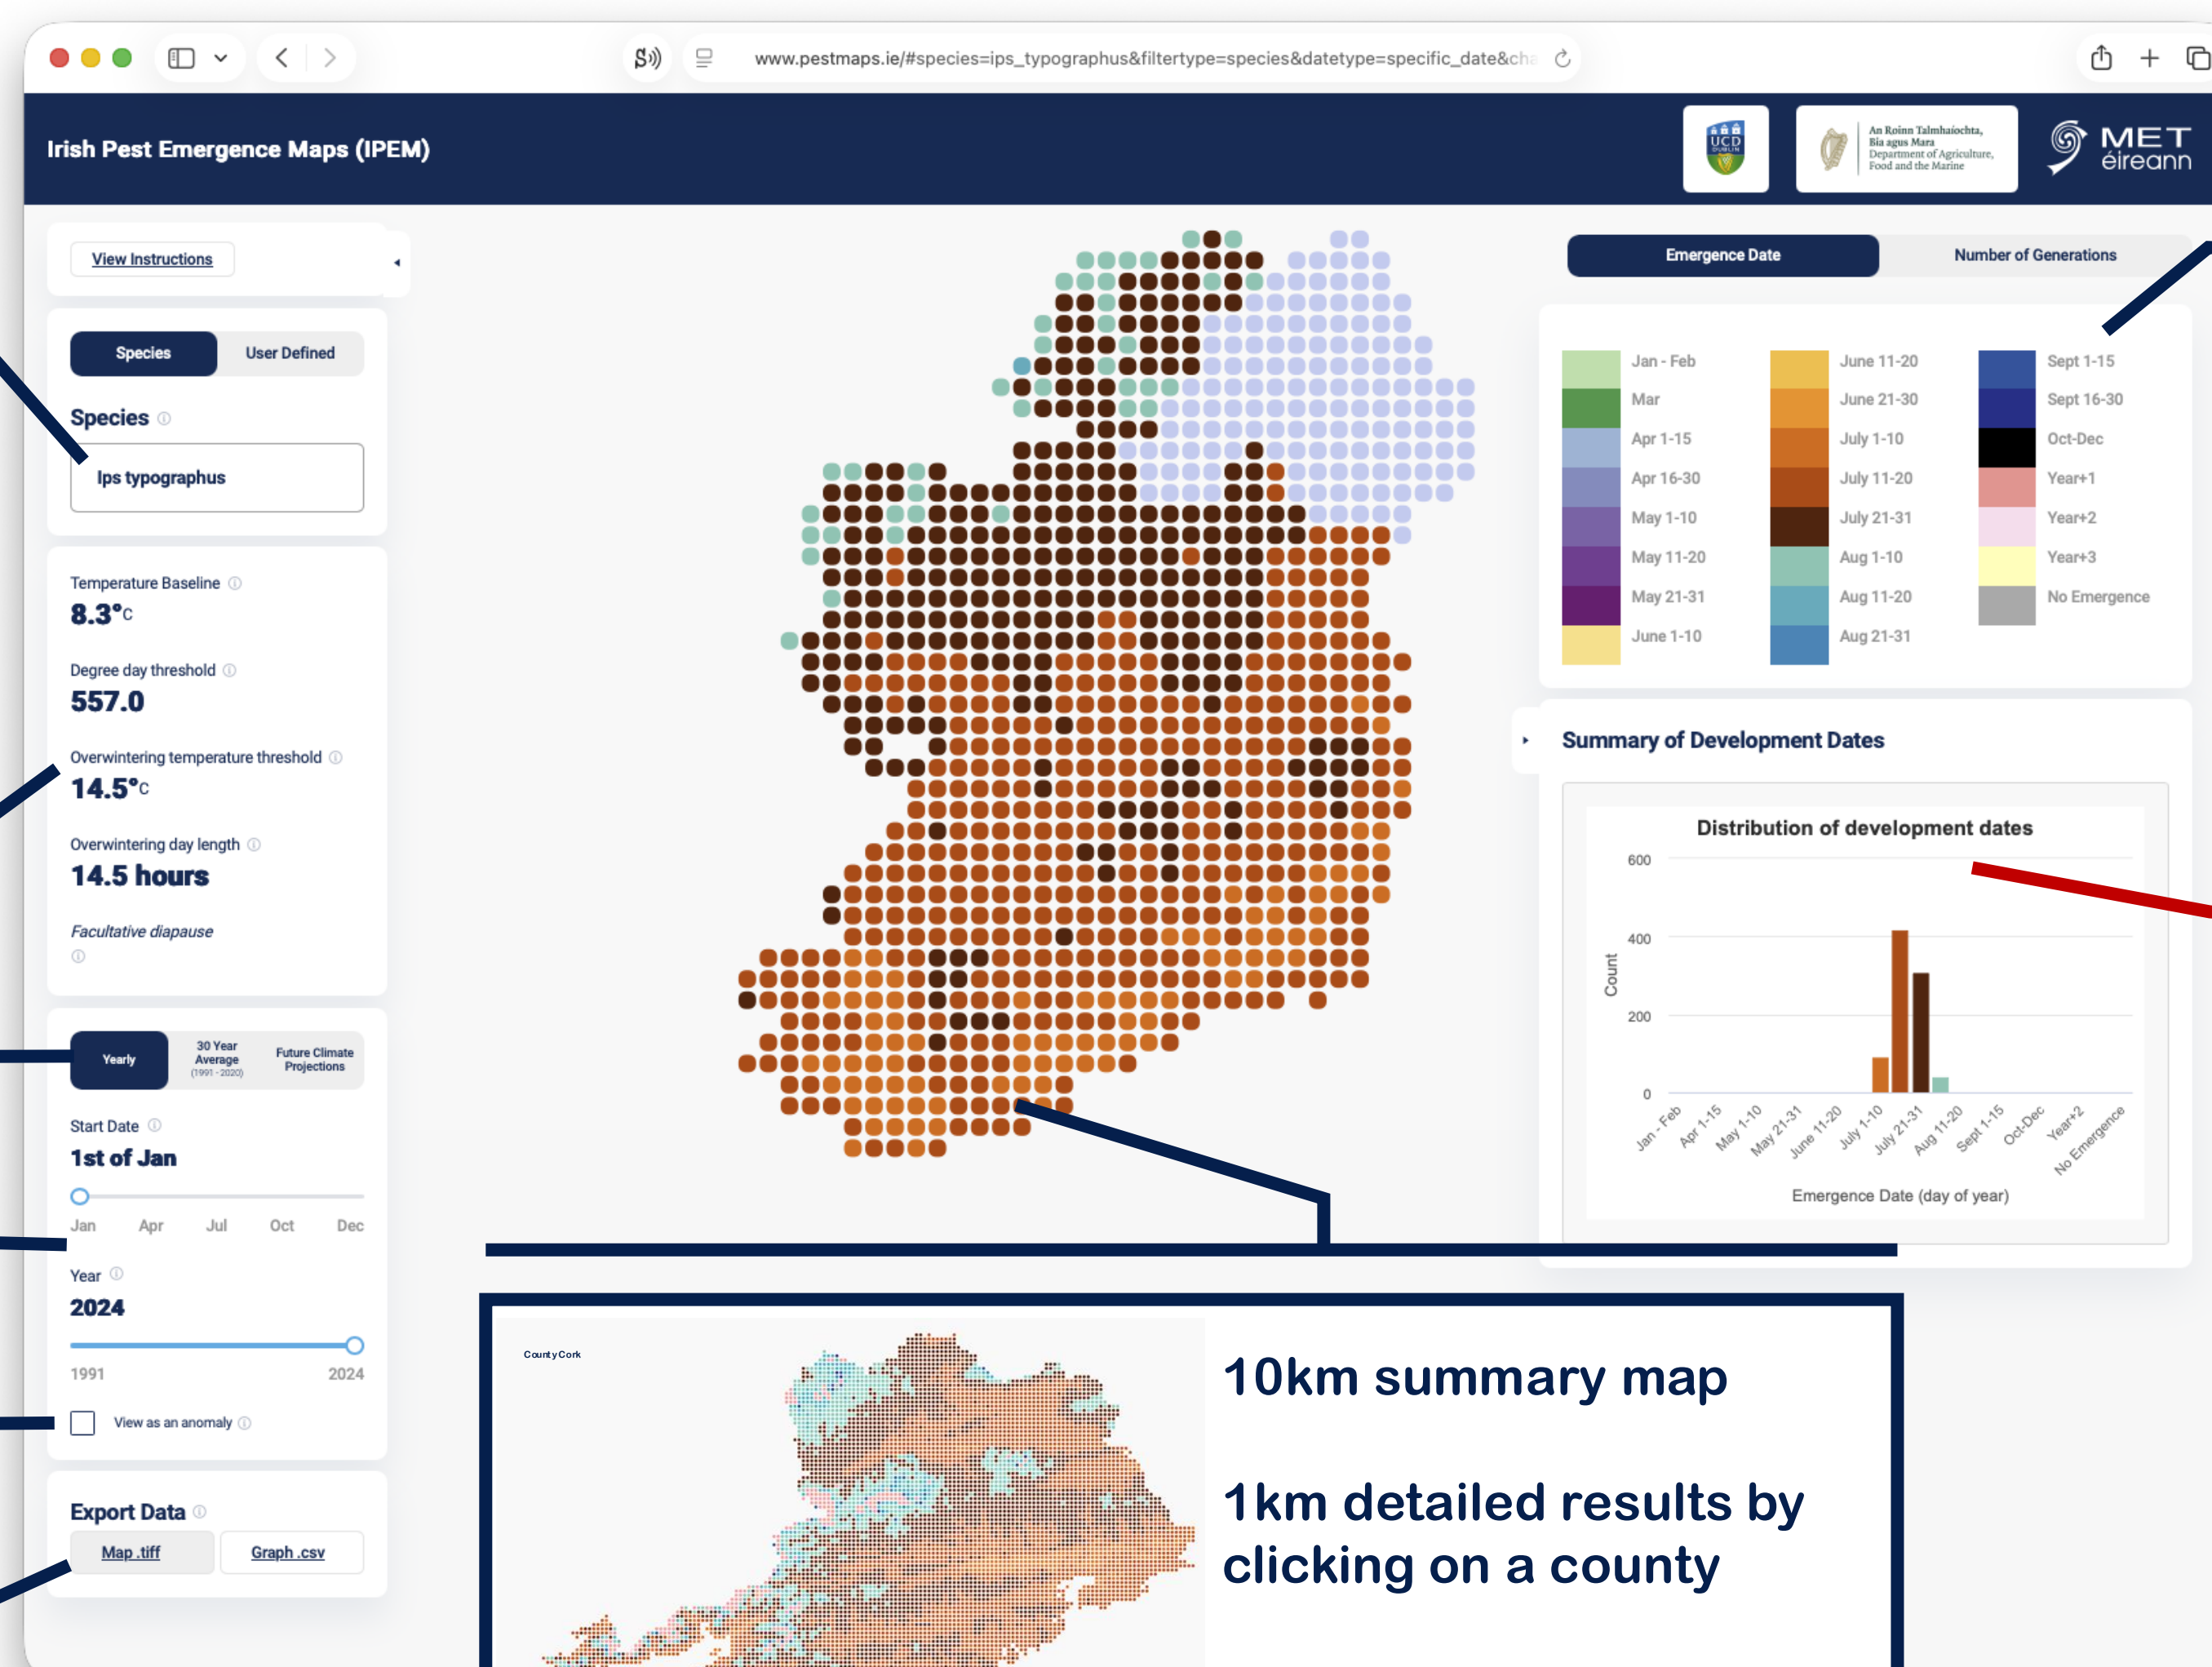 www.pestmaps.ie/#species=ips_typographus&filtertype=species&datetype=specific_date&cha
Irish Pest Emergence Maps (IPEM)
UCD
DUBLIN
An Roinn Talmhaíochta,
Bia agus Mara
Department of Agriculture,
Food and the Marine
MET
éireann
View Instructions
Species
User Defined
Species
Ips typographus
Temperature Baseline
8.3°C
Degree day threshold
557.0
Overwintering temperature threshold
14.5°C
Overwintering day length
14.5 hours
Facultative diapause
Yearly
30 Year
Average
(1991 - 2020)
Future Climate
Projections
Start Date
1st of Jan
Jan Apr Jul Oct Dec
Year
2024
1991 2024
View as an anomaly
Export Data
Map .tiff
Graph .csv
Emergence Date
Number of Generations
Jan - Feb
Mar
Apr 1-15
Apr 16-30
May 1-10
May 11-20
May 21-31
June 1-10
June 11-20
June 21-30
July 1-10
July 11-20
July 21-31
Aug 1-10
Aug 11-20
Aug 21-31
Sept 1-15
Sept 16-30
Oct-Dec
Year+1
Year+2
Year+3
No Emergence
Summary of Development Dates
Distribution of development dates
600
400
200
0
Count
Jan - Feb
Apr 1-15
May 1-10
May 21-31
June 11-20
July 1-10
July 21-31
Aug 11-20
Sept 1-15
Oct-Dec
Year+2
No Emergence
Emergence Date (day of year)
County Cork
10km summary map
1km detailed results by
clicking on a county